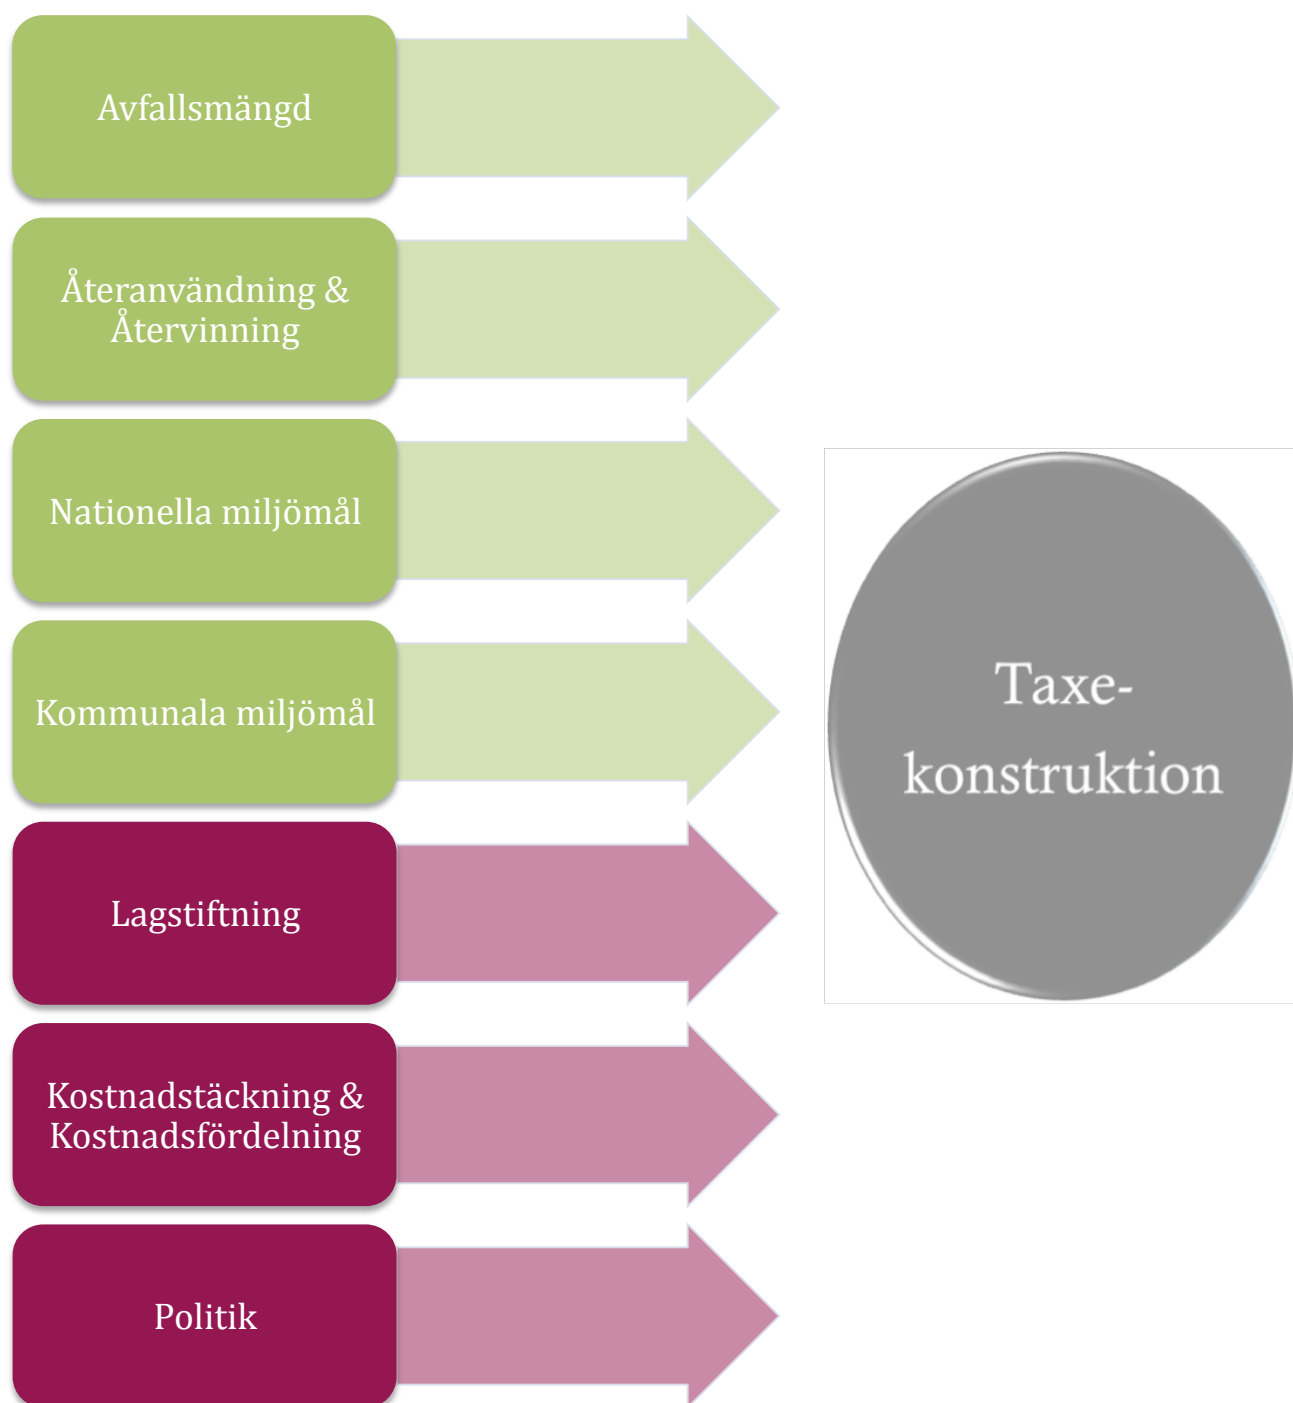 Avfallsmängd
Återanvändning &
Återvinning
Nationella miljömål
Kommunala miljömål
Lagstiftning
Kostnadstäckning &
Kostnadsfördelning
Politik
Taxe-
konstruktion